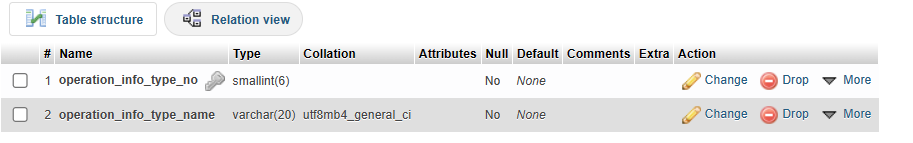 Table structure Relation view
# Name Type Collation Attributes Null Default Comments Extra Action
1 operation_info_type_no smallint(6) No None Change Drop More
2 operation_info_type_name varchar(20) utf8mb4_general_ci No None Change Drop More